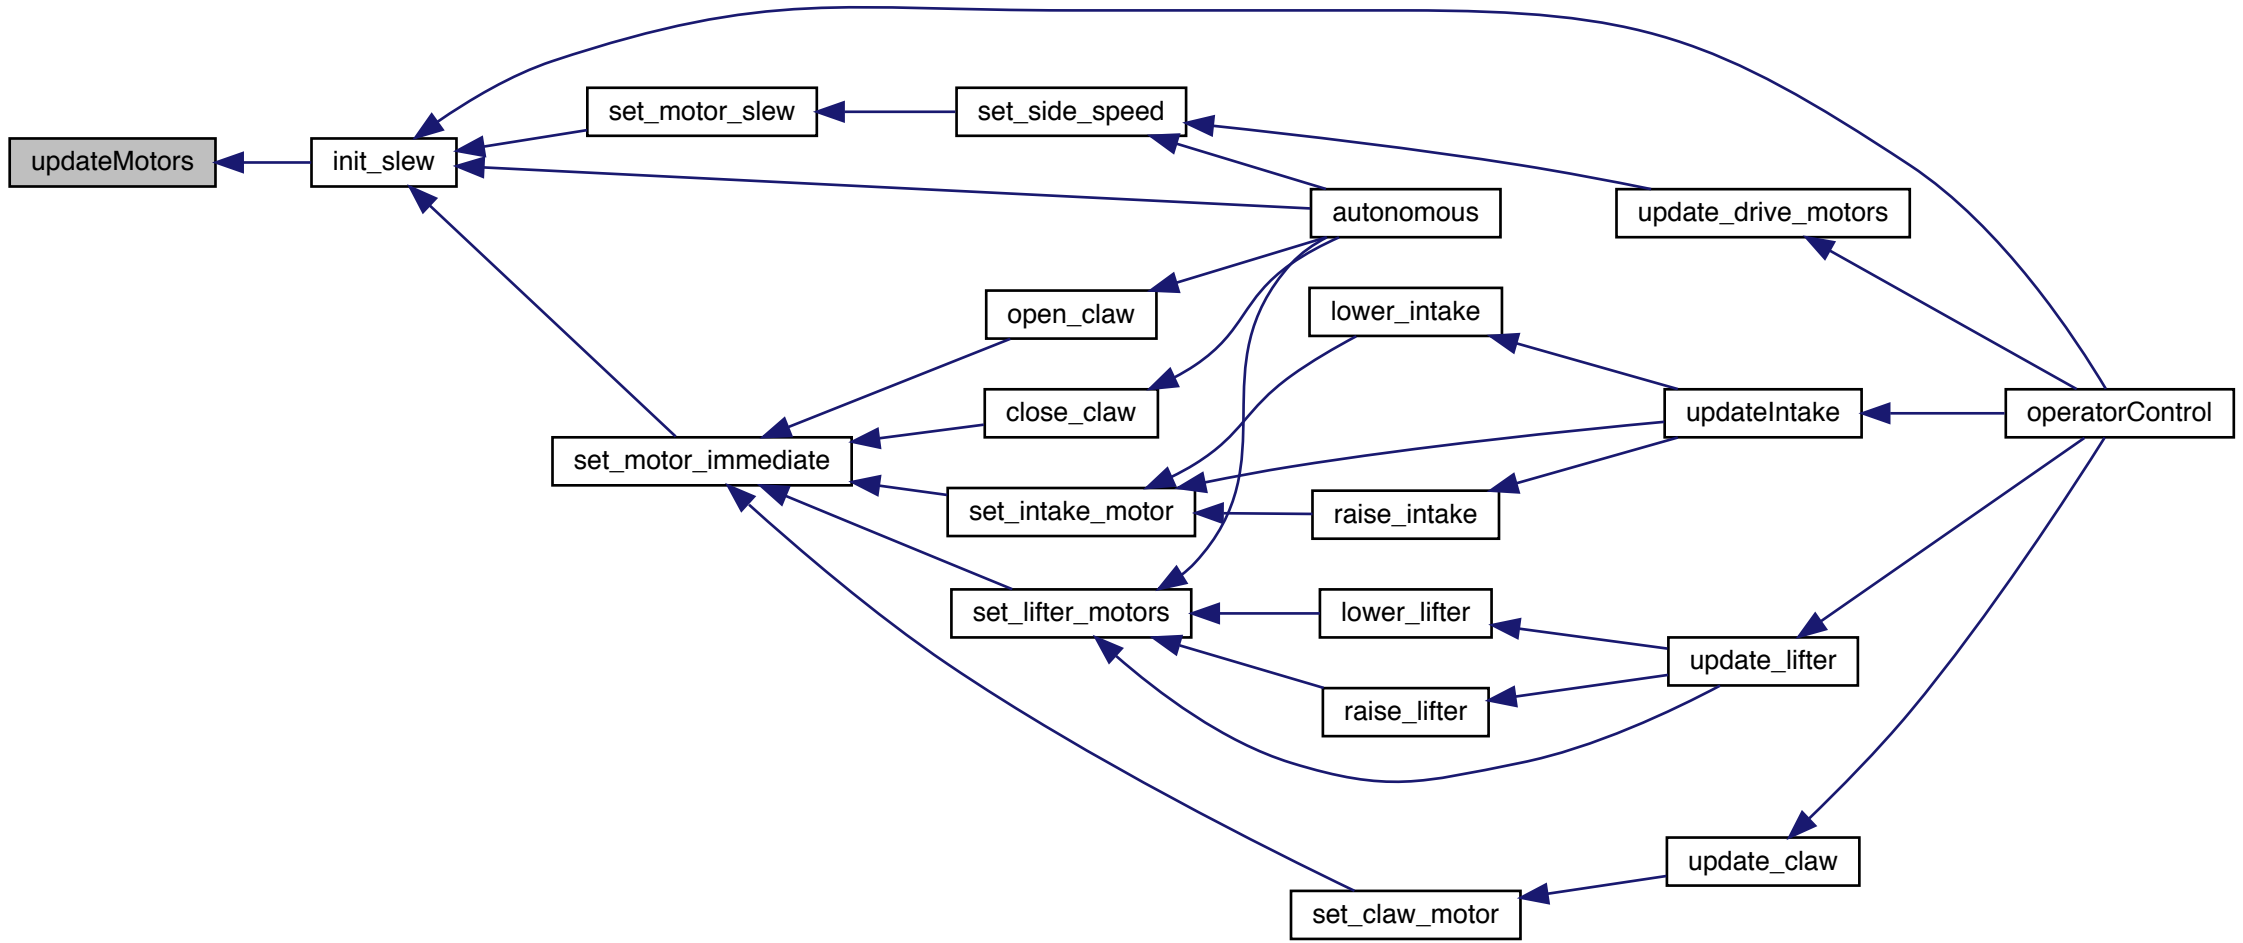 updateMotors
init_slew
set_motor_slew
set_side_speed
autonomous
update_drive_motors
open_claw
lower_intake
close_claw
updateIntake
operatorControl
set_motor_immediate
set_intake_motor
raise_intake
set_lifter_motors
lower_lifter
update_lifter
raise_lifter
update_claw
set_claw_motor